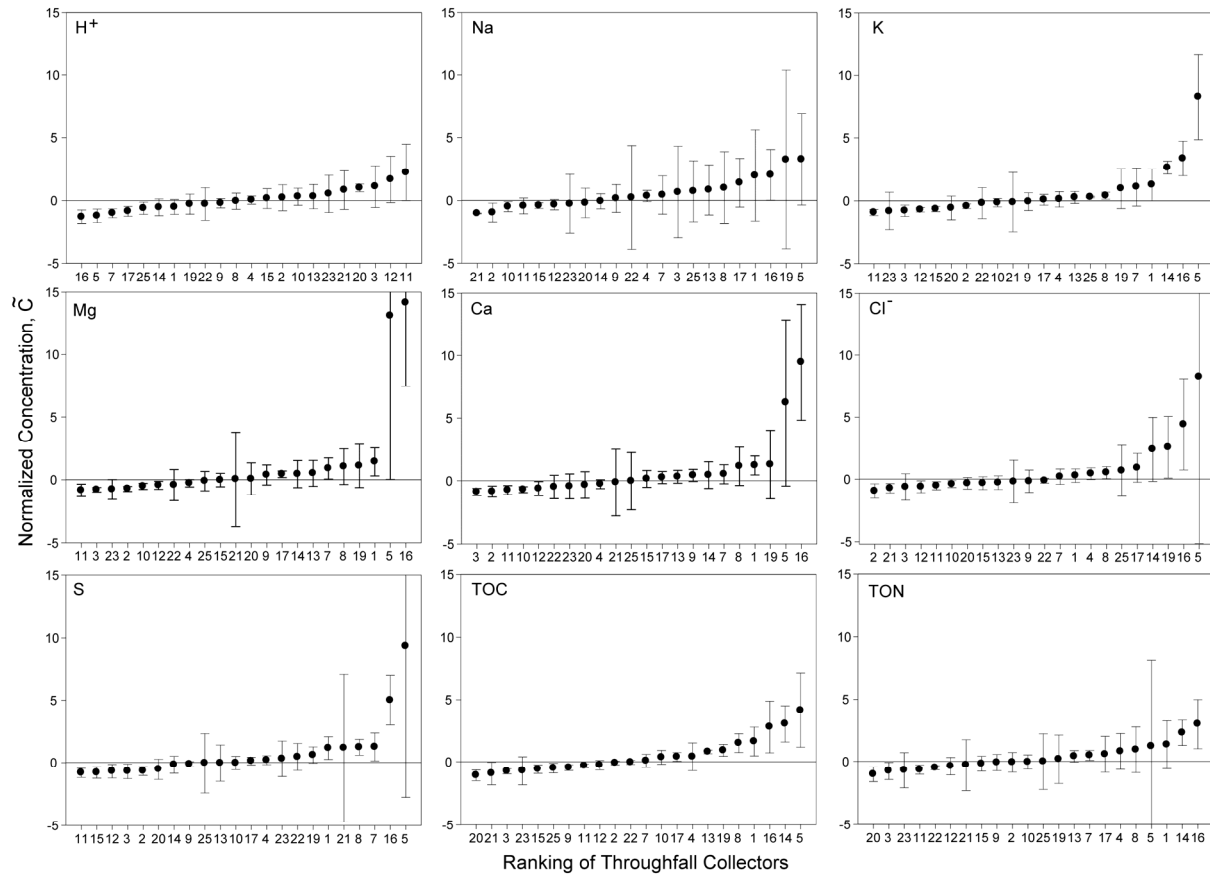 Normalized Concentration, C̃
H⁺
15
10
5
0
-5
16 5 7 17 25 14 1 19 22 9 8 4 15 2 10 13 23 21 20 3 12 11
Na
15
10
5
0
-5
21 2 10 11 15 12 23 20 14 9 22 4 7 3 25 13 8 17 1 16 19 5
K
15
10
5
0
-5
11 23 3 12 15 20 2 22 10 21 9 17 4 13 25 8 19 7 1 14 16 5
Mg
15
10
5
0
-5
11 3 23 2 10 12 22 4 25 15 21 20 9 17 14 13 7 8 19 1 5 16
Ca
15
10
5
0
-5
3 2 11 10 12 22 23 20 4 21 25 15 17 13 9 14 7 8 1 19 5 16
Cl⁻
15
10
5
0
-5
2 21 3 12 11 10 20 15 13 23 9 22 7 1 4 8 25 17 14 19 16 5
S
15
10
5
0
-5
11 15 12 3 2 20 14 9 25 13 10 17 4 23 22 19 1 21 8 7 16 5
TOC
15
10
5
0
-5
20 21 3 23 15 25 9 11 12 2 22 7 10 17 4 13 19 8 1 16 14 5
TON
15
10
5
0
-5
20 3 23 11 22 12 21 15 9 2 10 25 19 13 7 17 4 8 5 1 14 16
Ranking of Throughfall Collectors